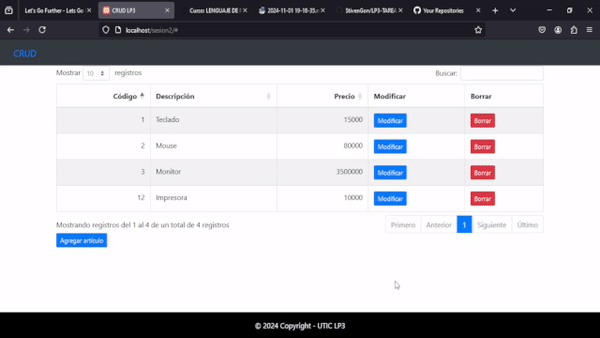 Let's Go Further - Lets Go
CRUD LP3
Curso: LENGUAJE DE
2024-11-01 19-18-35.
StivenGon/LP3-TAREA
Your Repositories
localhost/sesion2/#
CRUD
Mostrar 10 registros
Buscar:
Código Descripción Precio Modificar Borrar
1 Teclado 15000 Modificar Borrar
2 Mouse 80000 Modificar Borrar
3 Monitor 3500000 Modificar Borrar
12 Impresora 10000 Modificar Borrar
Mostrando registros del 1 al 4 de un total de 4 registros
Primero Anterior 1 Siguiente Último
Agregar artículo
© 2024 Copyright - UTIC LP3